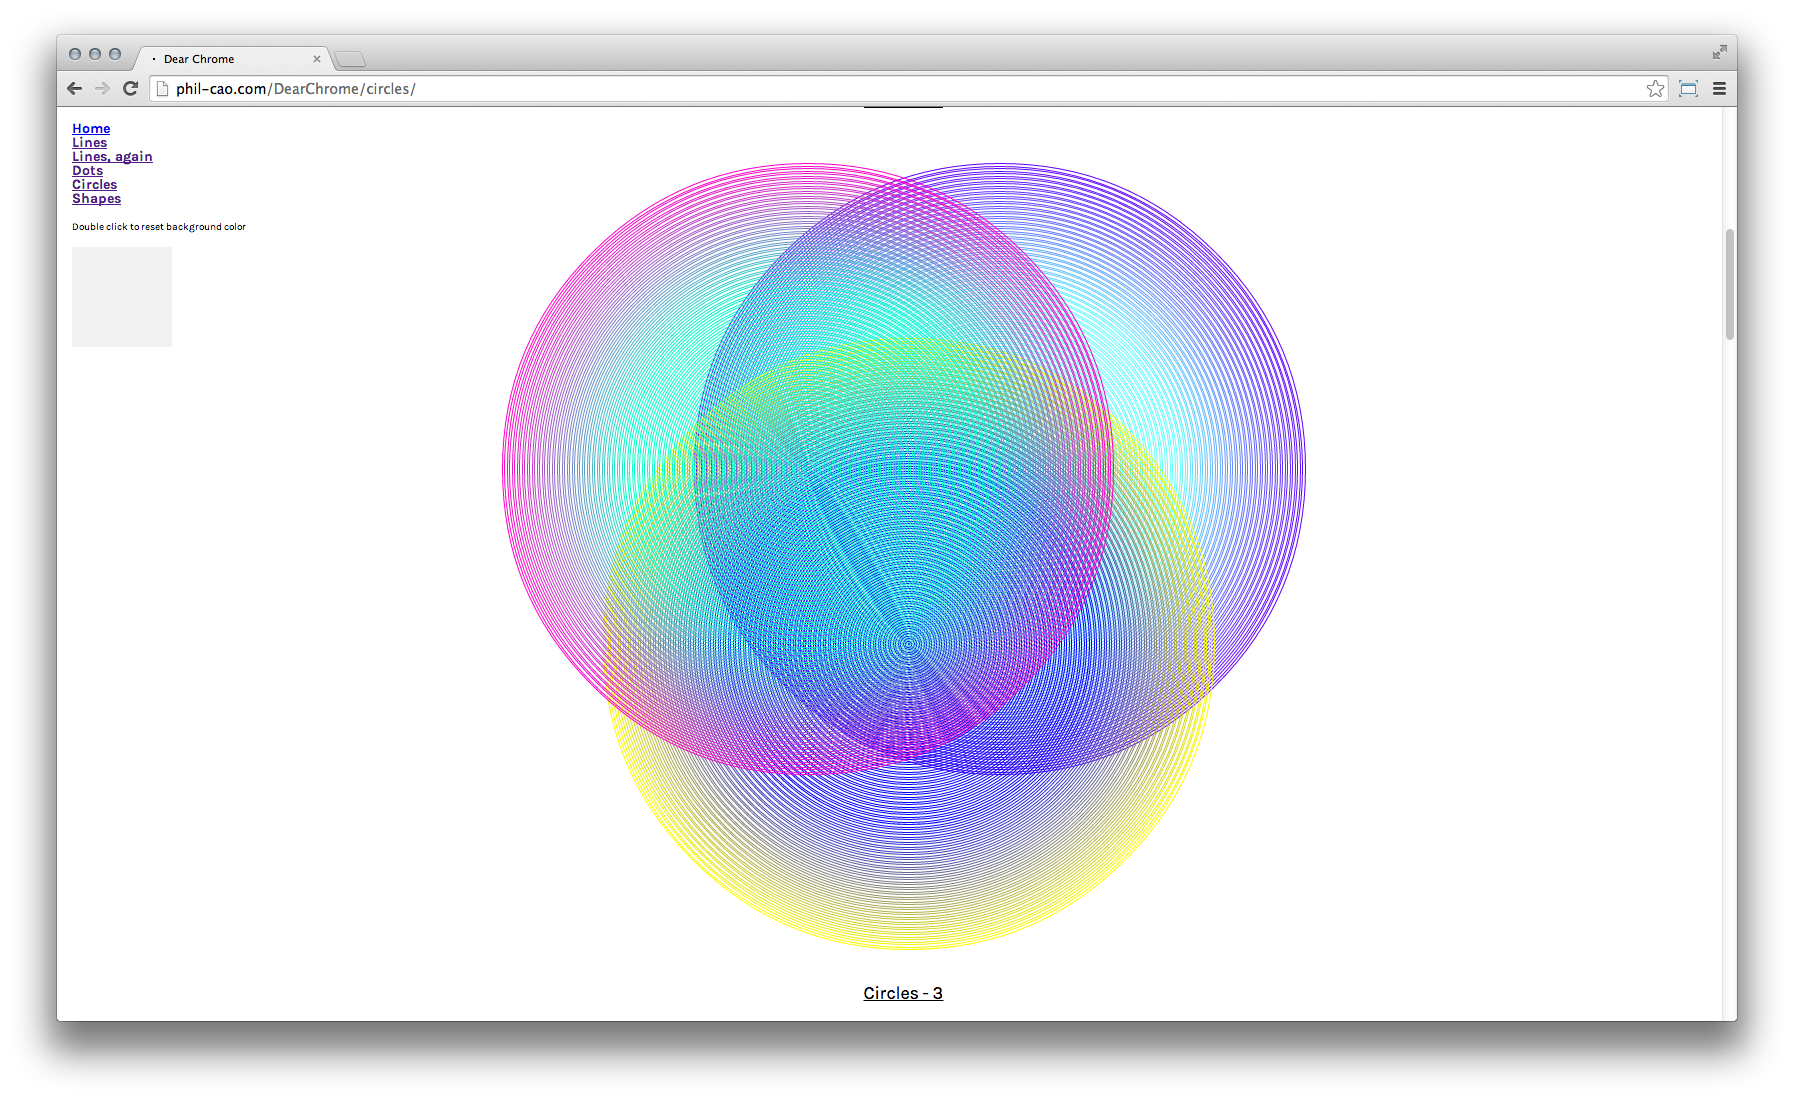 Dear Chrome
phil-cao.com/DearChrome/circles/
Home
Lines
Lines, again
Dots
Circles
Shapes
Double click to reset background color
Circles - 3